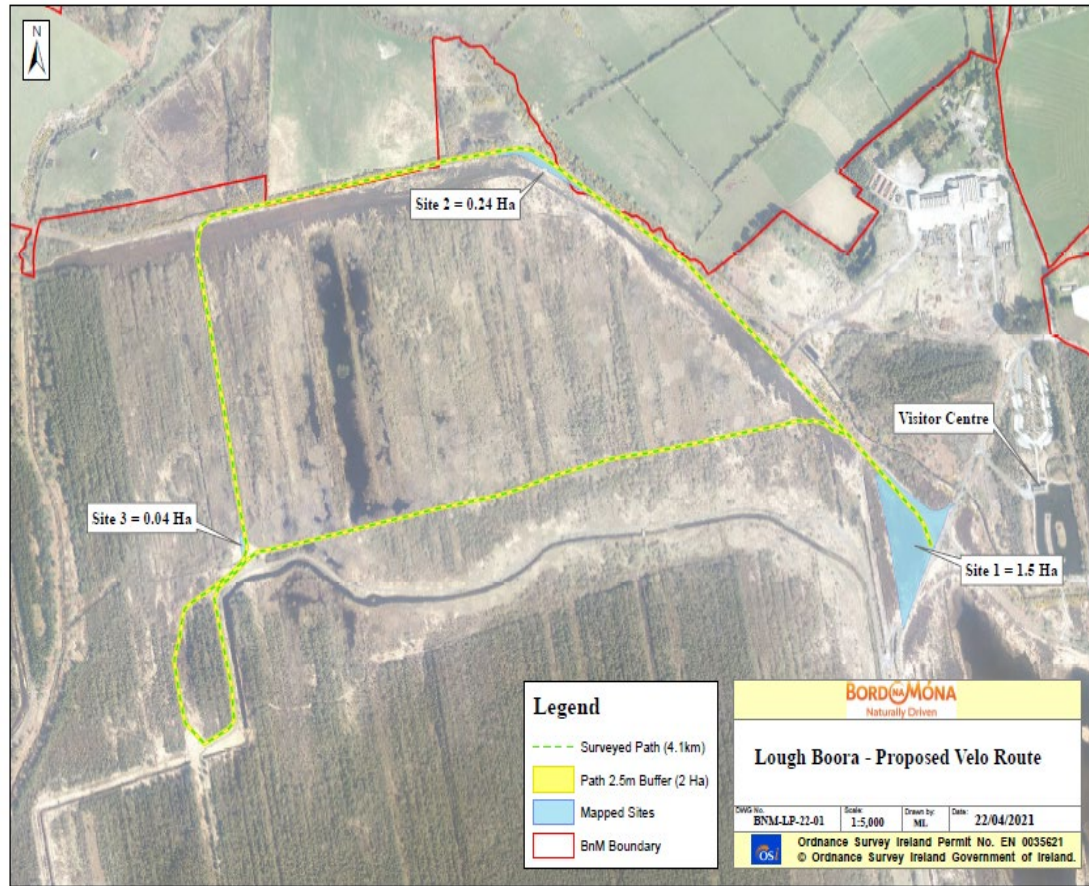 N
Site 2 = 0.24 Ha
Visitor Centre
Site 3 = 0.04 Ha
Site 1 = 1.5 Ha
Legend
Surveyed Path (4.1km)
Path 2.5m Buffer (2 Ha)
Mapped Sites
BnM Boundary
BORD NA MÓNA
Naturally Driven
Lough Boora - Proposed Velo Route
DWG No. BNM-LP-22-01 Scale: 1:5,000 Drawn by: ML Date: 22/04/2021
OSi Ordnance Survey Ireland Permit No. EN 0035621
© Ordnance Survey Ireland Government of Ireland.